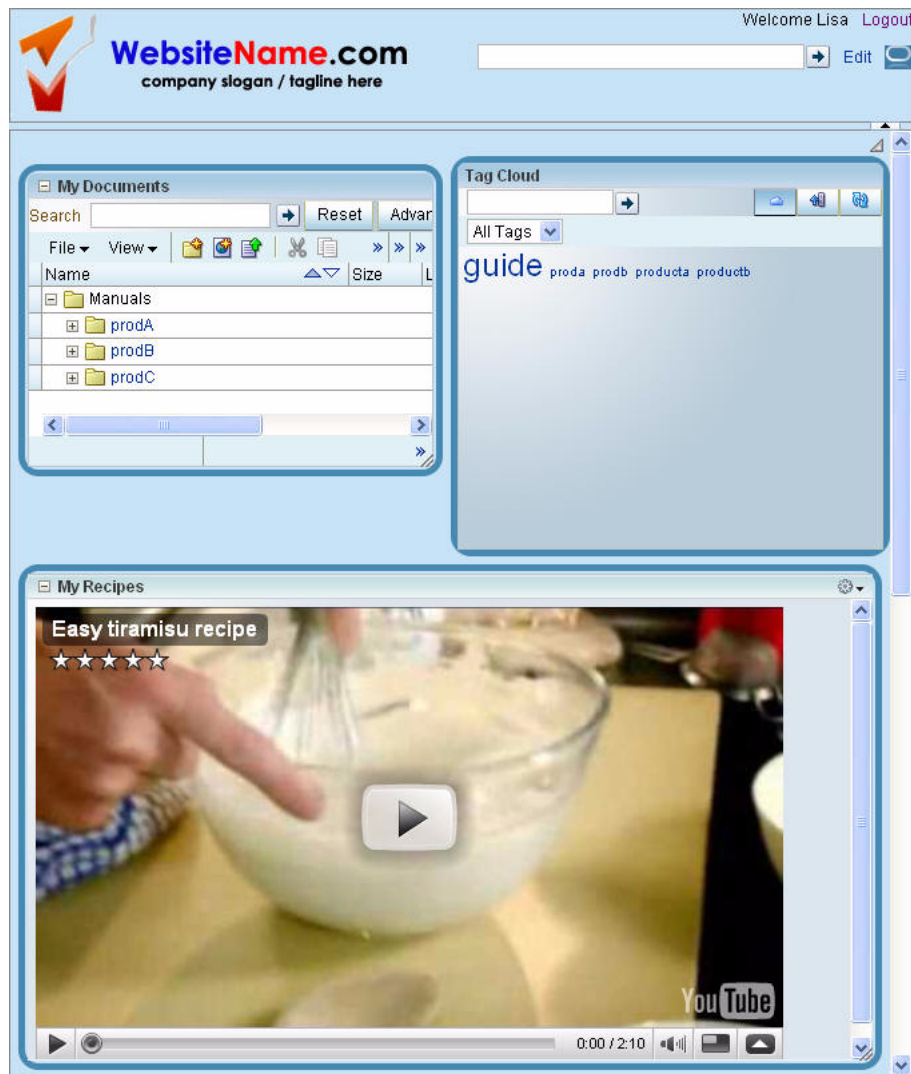 Welcome Lisa Logout
WebsiteName.com
company slogan / tagline here
Edit
My Documents
Search Reset Advar
File View
Name Size L
Manuals
prodA
prodB
prodC
Tag Cloud
All Tags
guide proda prodb producta productb
My Recipes
Easy tiramisu recipe
YouTube
0:00 / 2:10